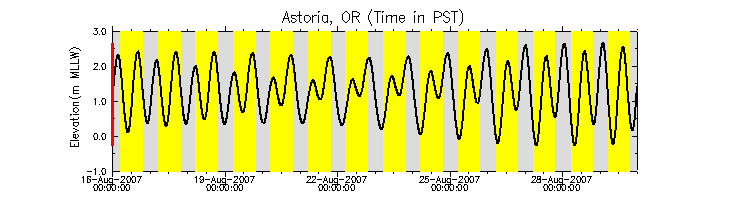 Astoria, OR (Time in PST)
Elevation(m MLLW)
3.0
2.0
1.0
0.0
-1.0
16-Aug-2007 19-Aug-2007 22-Aug-2007 25-Aug-2007 28-Aug-2007
00:00:00 00:00:00 00:00:00 00:00:00 00:00:00